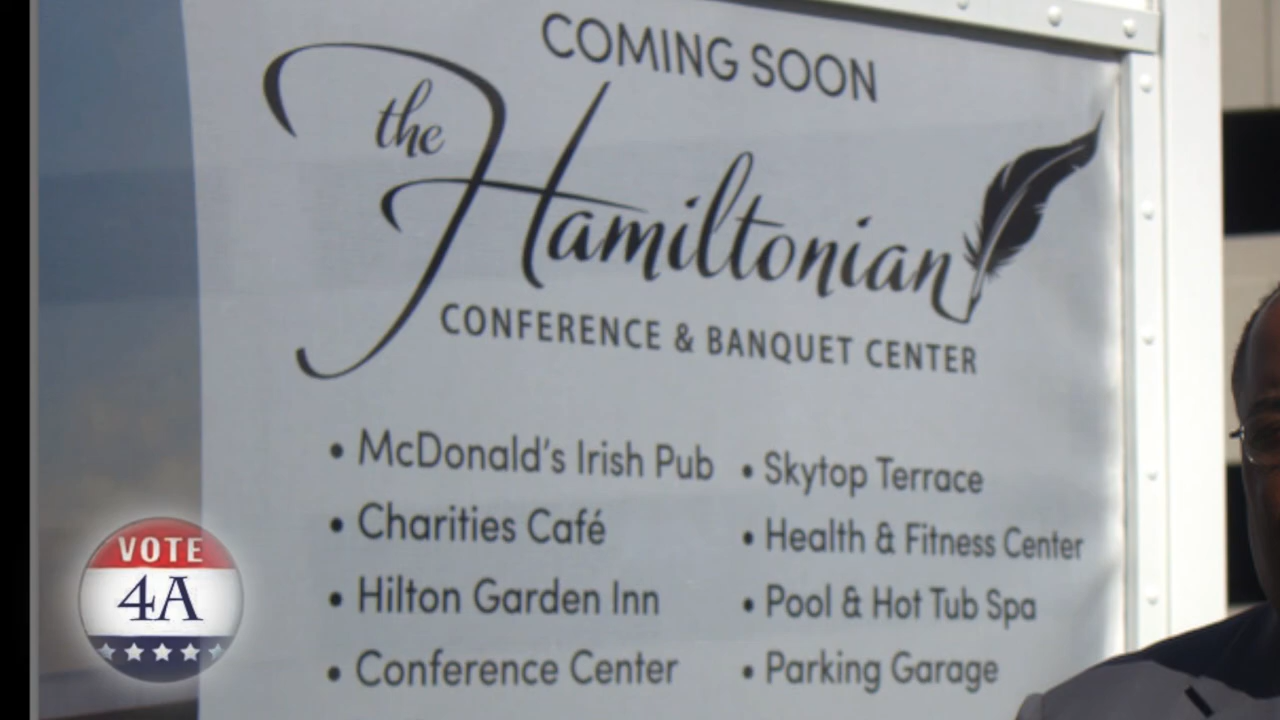 COMING SOON
the
Hamiltonian
CONFERENCE & BANQUET CENTER
• McDonald's Irish Pub
• Charities Café
• Hilton Garden Inn
• Conference Center
• Skytop Terrace
• Health & Fitness Center
• Pool & Hot Tub Spa
• Parking Garage
VOTE
4A